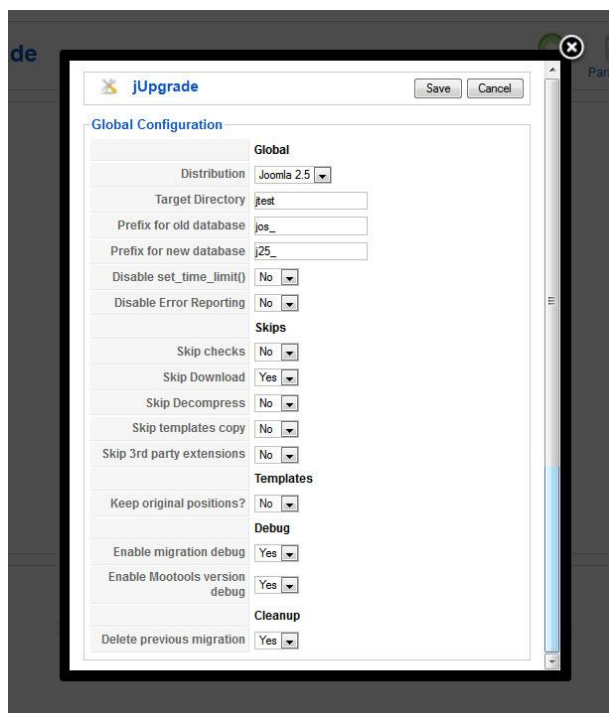 de
Par
jUpgrade
Save Cancel
Global Configuration
Global
Distribution Joomla 2.5
Target Directory jtest
Prefix for old database jos_
Prefix for new database j25_
Disable set_time_limit() No
Disable Error Reporting No
Skips
Skip checks No
Skip Download Yes
Skip Decompress No
Skip templates copy No
Skip 3rd party extensions No
Templates
Keep original positions? No
Debug
Enable migration debug Yes
Enable Mootools version
debug Yes
Cleanup
Delete previous migration Yes